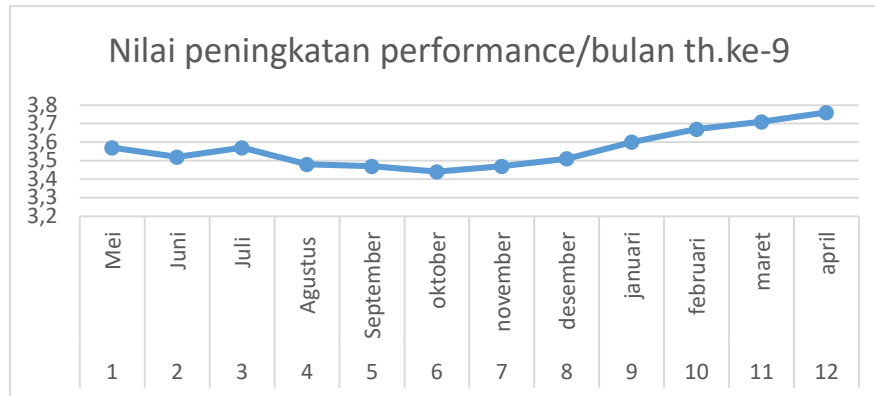 Nilai peningkatan performance/bulan th.ke-9
3,8
3,7
3,6
3,5
3,4
3,3
3,2
Mei Juni Juli Agustus September oktober november desember januari februari maret april
1 2 3 4 5 6 7 8 9 10 11 12